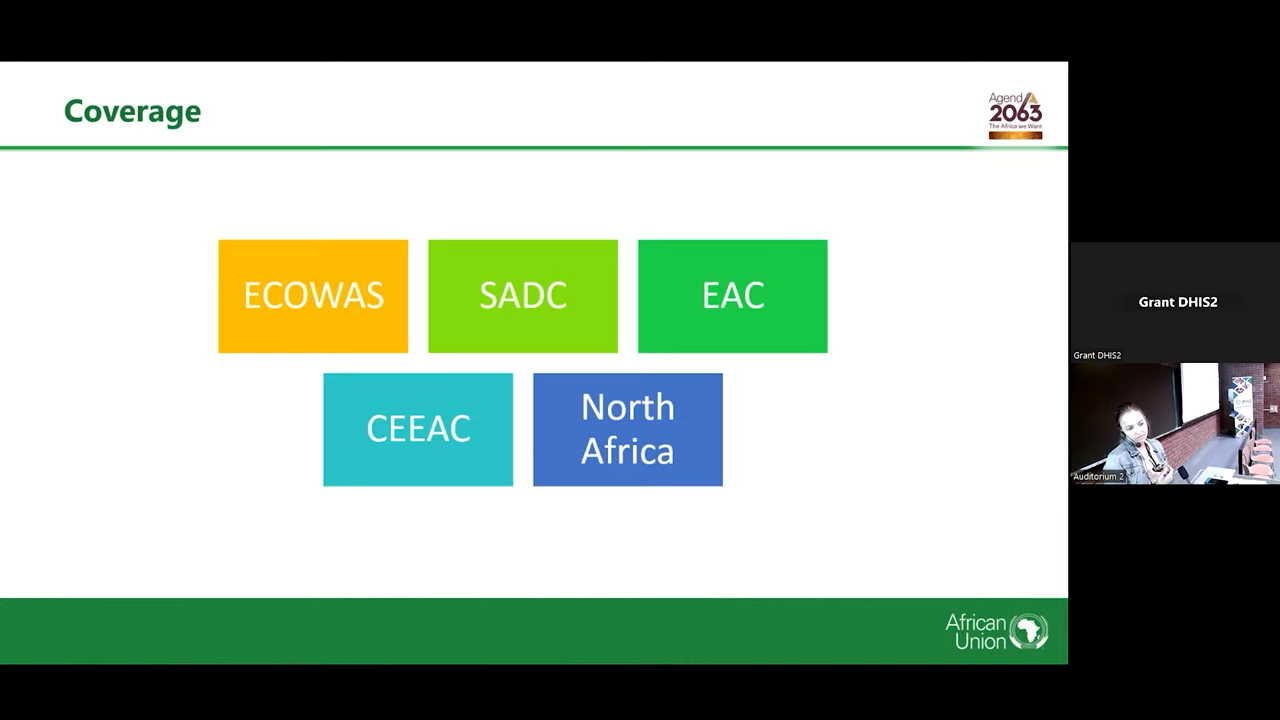 Coverage
Agenda
2063
The Africa we Want
ECOWAS
SADC
EAC
CEEAC
North
Africa
African
Union
Grant DHIS2
Grant DHIS2
Auditorium 2